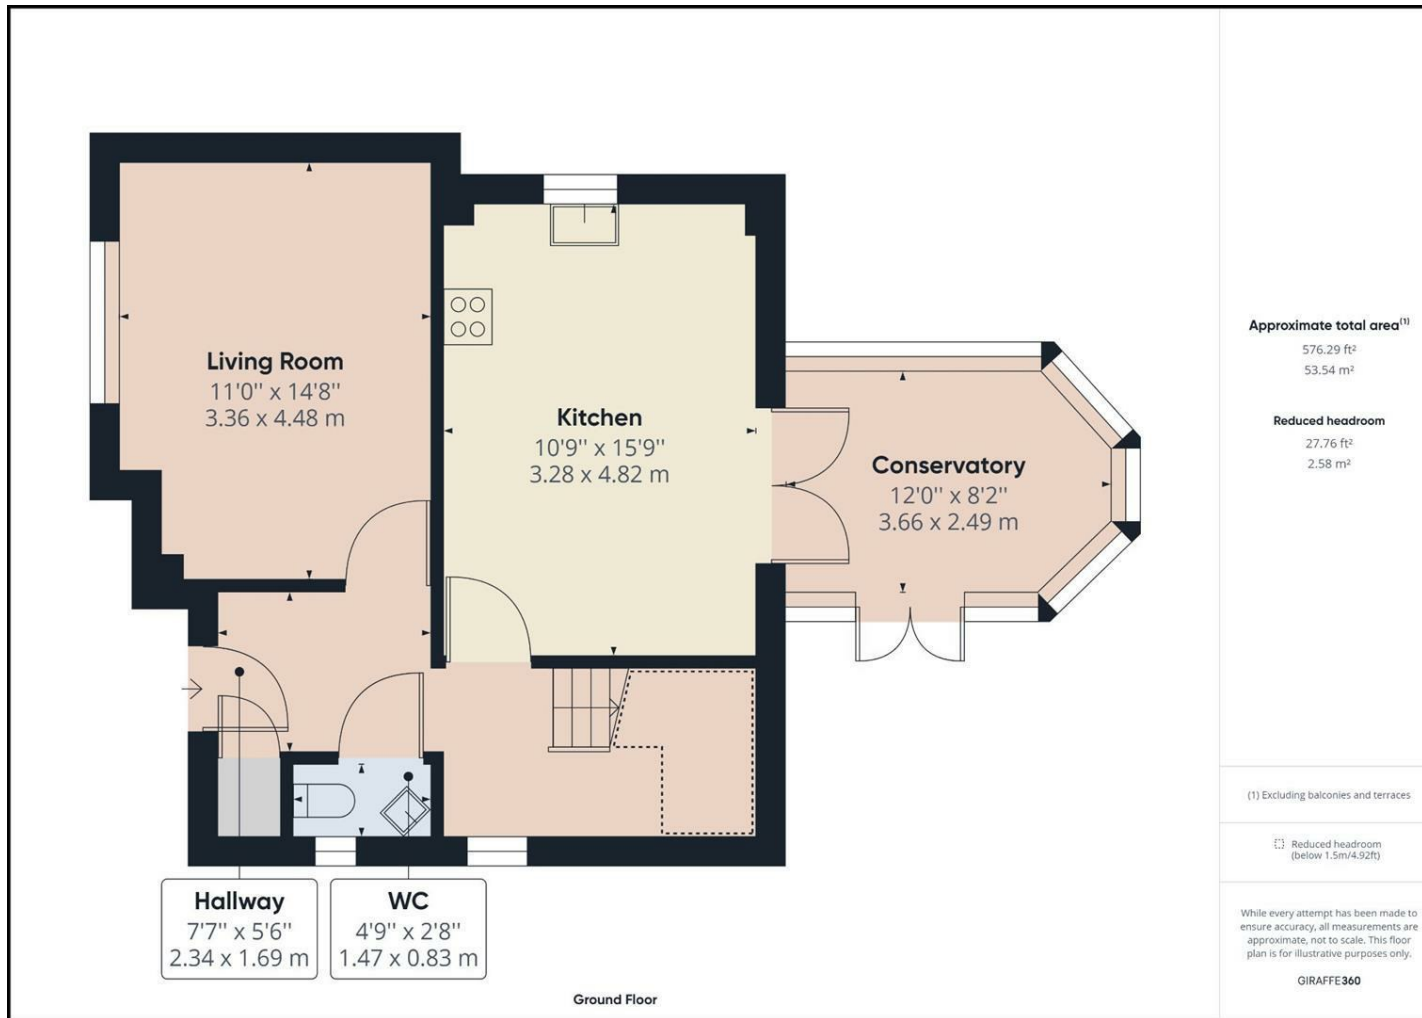 Living Room
11'0'' x 14'8''
3.36 x 4.48 m
Kitchen
10'9'' x 15'9''
3.28 x 4.82 m
Conservatory
12'0'' x 8'2''
3.66 x 2.49 m
Hallway
7'7'' x 5'6''
2.34 x 1.69 m
WC
4'9'' x 2'8''
1.47 x 0.83 m
Ground Floor
Approximate total area(1)
576.29 ft²
53.54 m²
Reduced headroom
27.76 ft²
2.58 m²
(1) Excluding balconies and terraces
Reduced headroom
(below 1.5m/4.92ft)
While every attempt has been made to
ensure accuracy, all measurements are
approximate, not to scale. This floor
plan is for illustrative purposes only.
GIRAFFE360